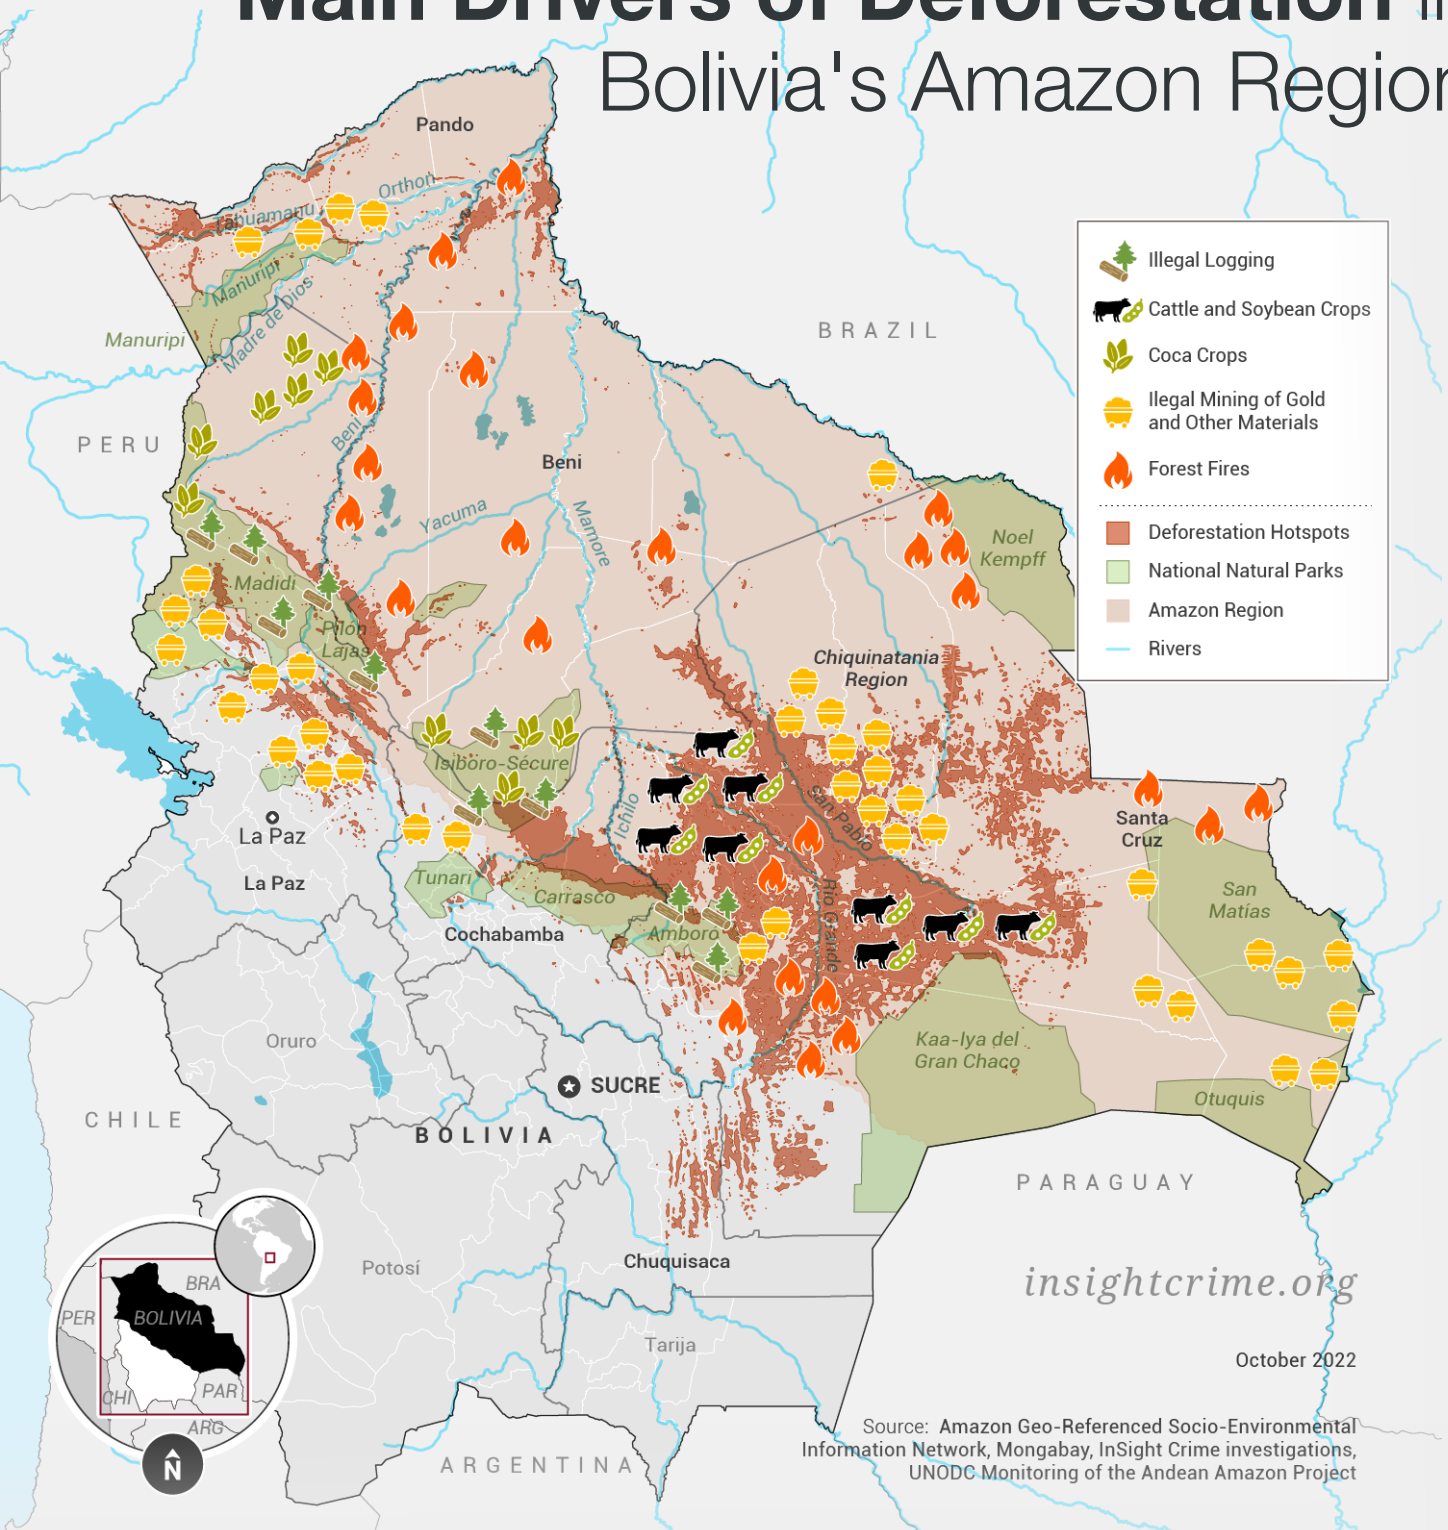 Main Drivers of Deforestation
Bolivia's Amazon Region
Pando
Orthon
Tahuamanu
Manuripi
Madre de Dios
Manuripi
BRAZIL
Illegal Logging
Cattle and Soybean Crops
Coca Crops
Ilegal Mining of Gold
and Other Materials
Forest Fires
Deforestation Hotspots
National Natural Parks
Amazon Region
Rivers
PERU
Beni
Beni
Yacuma
Mamore
Noel
Kempff
Madidi
Pilón
Lajas
Chiquinatania
Region
Isiboro-Sécure
Ichilo
San Pablo
Santa
Cruz
La Paz
La Paz
Tunari
Carrasco
Rio Grande
San
Matías
Cochabamba
Amboró
Oruro
Kaa-Iya del
Gran Chaco
SUCRE
Otuquis
CHILE
BOLIVIA
PARAGUAY
Potosí
Chuquisaca
insightcrime.org
BRA
PER
BOLIVIA
Tarija
October 2022
CHI
PAR
ARG
N
ARGENTINA
Source: Amazon Geo-Referenced Socio-Environmental
Information Network, Mongabay, InSight Crime investigations,
UNODC Monitoring of the Andean Amazon Project